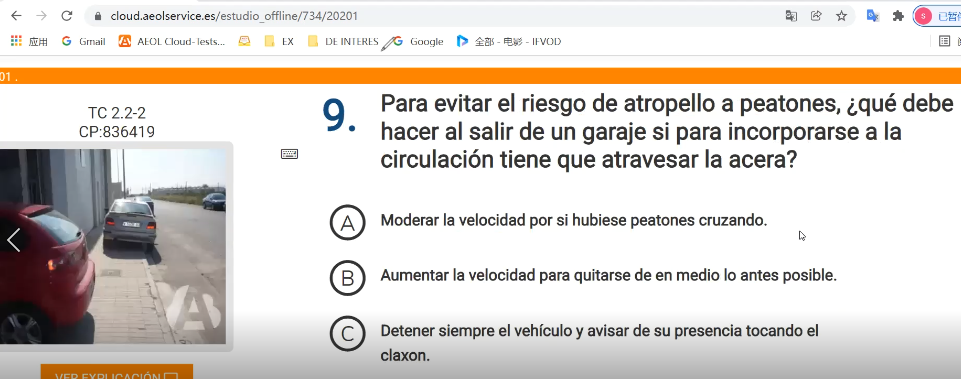 cloud.aeolservice.es/estudio_offline/734/20201
S
已暂停
应用
Gmail
AEOL Cloud-Tests...
EX
DE INTERES
Google
全部 - 电影 - IFVOD
01 .
TC 2.2-2
CP:836419
9.
Para evitar el riesgo de atropello a peatones, ¿qué debe
hacer al salir de un garaje si para incorporarse a la
circulación tiene que atravesar la acera?
A
Moderar la velocidad por si hubiese peatones cruzando.
B
Aumentar la velocidad para quitarse de en medio lo antes posible.
C
Detener siempre el vehículo y avisar de su presencia tocando el
claxon.
VER EXPLICACIÓN